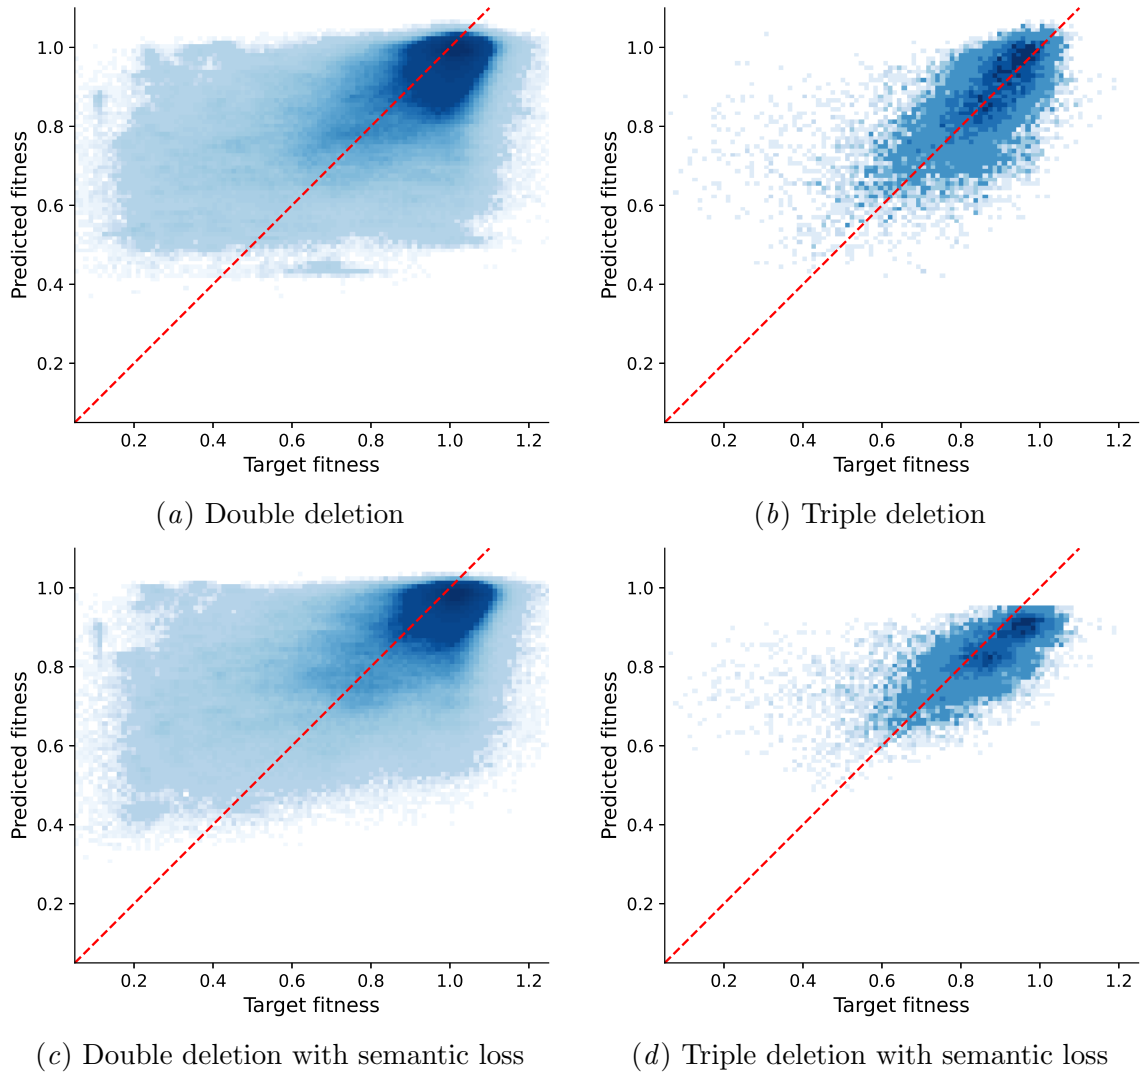 1.0
0.8
0.6
0.4
0.2
Predicted fitness
0.2 0.4 0.6 0.8 1.0 1.2
Target fitness
(a) Double deletion
1.0
0.8
0.6
0.4
0.2
Predicted fitness
0.2 0.4 0.6 0.8 1.0 1.2
Target fitness
(b) Triple deletion
1.0
0.8
0.6
0.4
0.2
Predicted fitness
0.2 0.4 0.6 0.8 1.0 1.2
Target fitness
(c) Double deletion with semantic loss
1.0
0.8
0.6
0.4
0.2
Predicted fitness
0.2 0.4 0.6 0.8 1.0 1.2
Target fitness
(d) Triple deletion with semantic loss